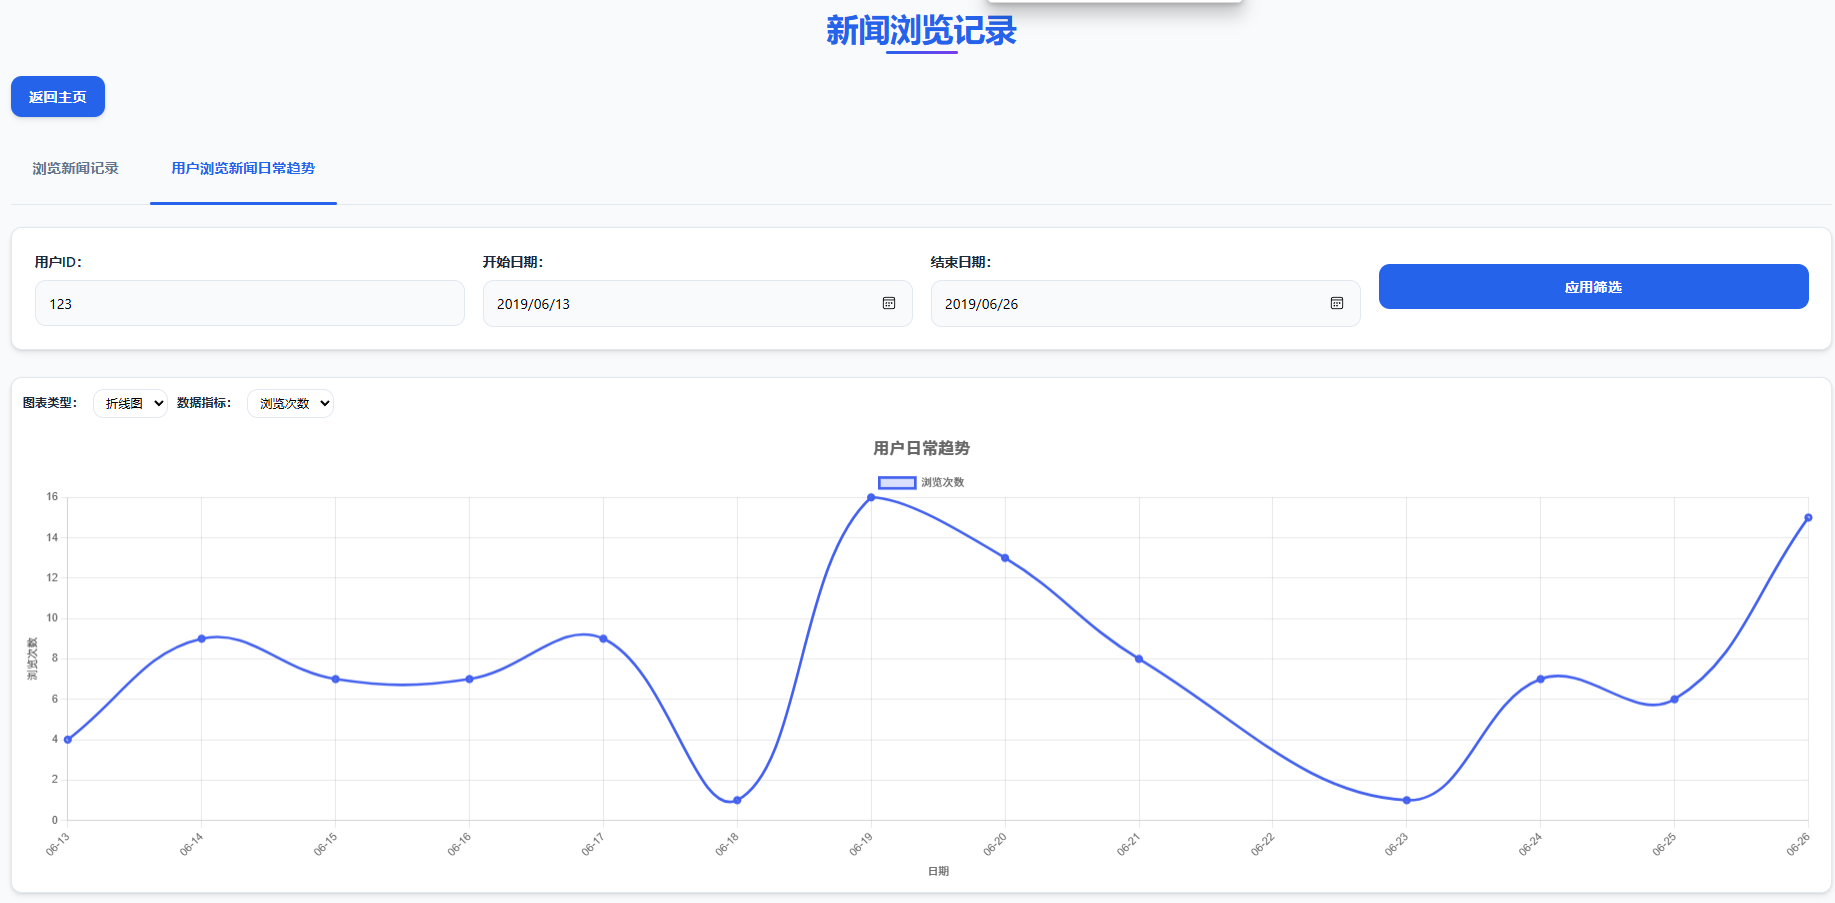 新闻浏览记录
返回主页
浏览新闻记录 用户浏览新闻日常趋势
用户ID： 开始日期： 结束日期：
123 2019/06/13 2019/06/26 应用筛选
图表类型： 折线图 数据指标： 浏览次数
用户日常趋势
浏览次数
16
14
12
10
8
6
4
2
0
浏览次数
06-13 06-14 06-15 06-16 06-17 06-18 06-19 06-20 06-21 06-22 06-23 06-24 06-25 06-26
日期